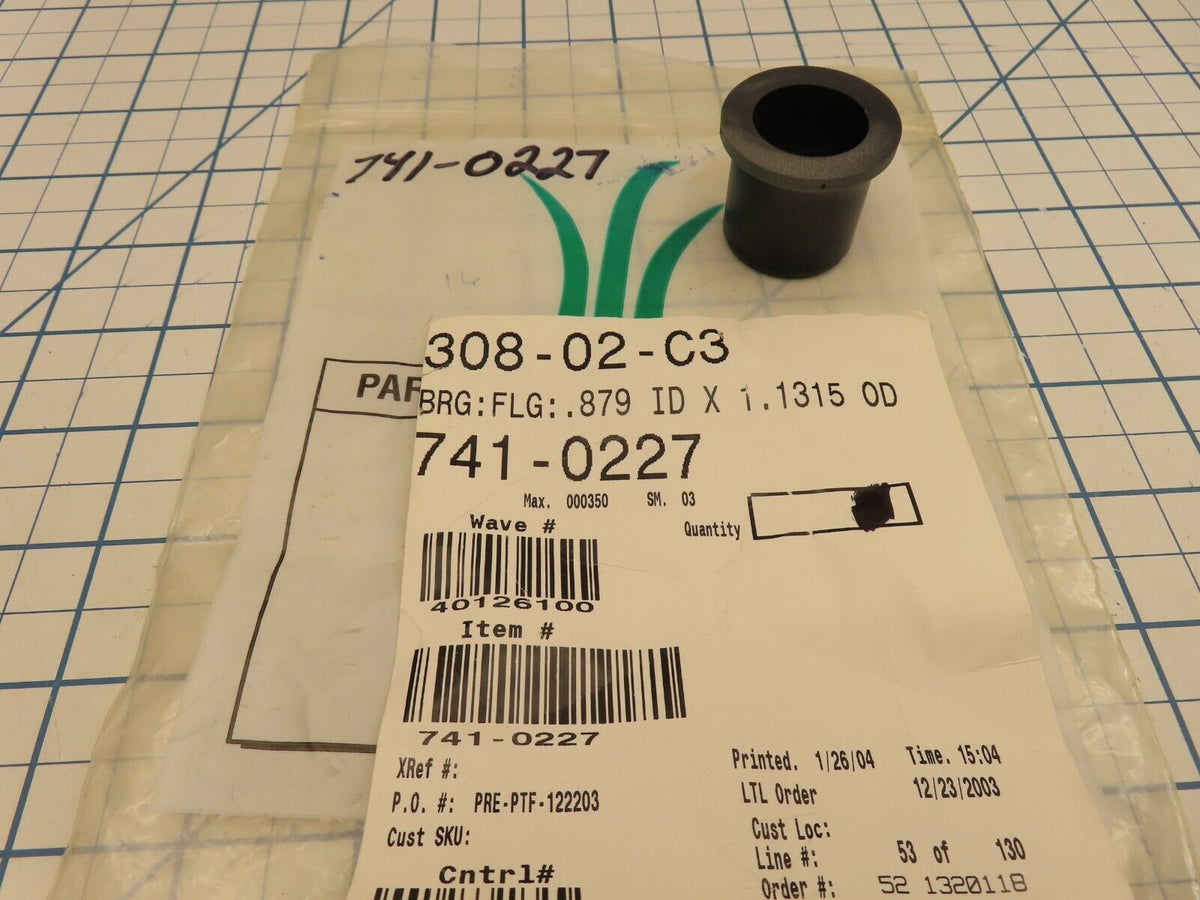 741-0227
14
PAR
308-02-C3
BRG:FLG:.879 ID X 1.1315 OD
741-0227
Max. 000350 SM. 03
Quantity
Wave #
40126100
Item #
741-0227
XRef #:
P.O. #: PRE-PTF-122203
Cust SKU:
Cntrl#
Printed. 1/26/04 Time. 15:04
LTL Order 12/23/2003
Cust Loc:
Line #: 53 of 130
Order #: 52 1320118